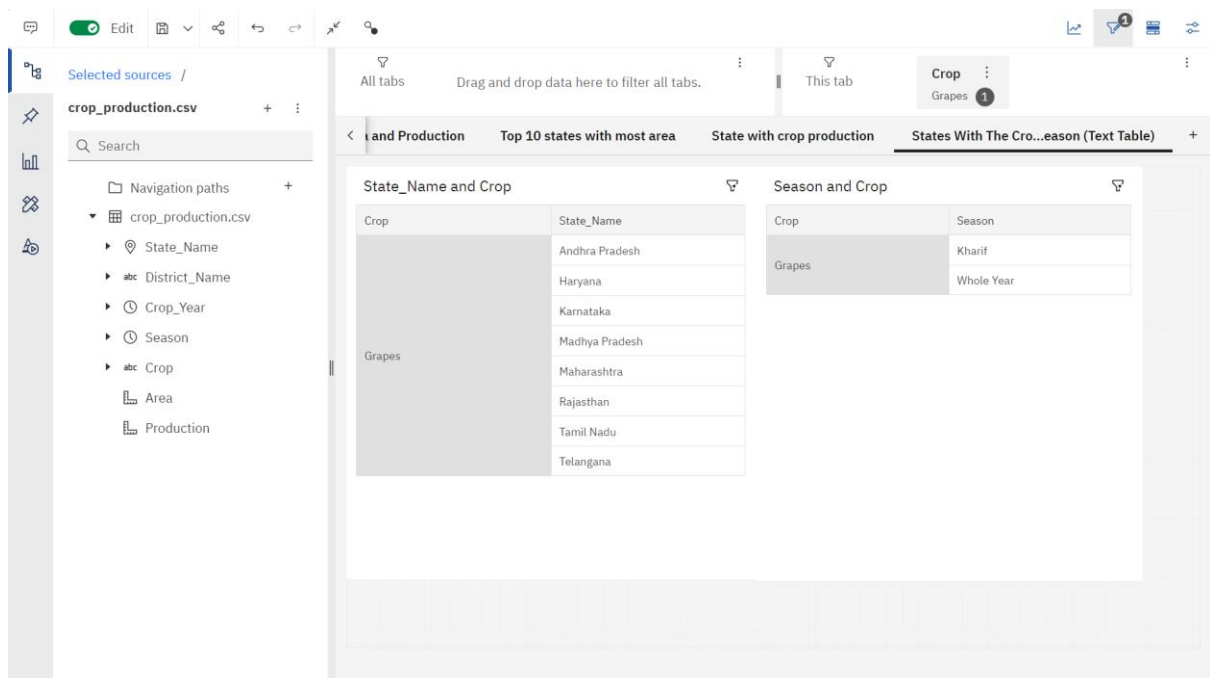 Edit
1
Selected sources /
crop_production.csv
Search
Navigation paths
crop_production.csv
State_Name
abc District_Name
Crop_Year
Season
abc Crop
Area
Production
All tabs
Drag and drop data here to filter all tabs.
This tab
Crop
Grapes 1
and Production
Top 10 states with most area
State with crop production
States With The Cro...eason (Text Table)
State_Name and Crop
Crop State_Name
Grapes
Andhra Pradesh
Haryana
Karnataka
Madhya Pradesh
Maharashtra
Rajasthan
Tamil Nadu
Telangana
Season and Crop
Crop Season
Grapes
Kharif
Whole Year